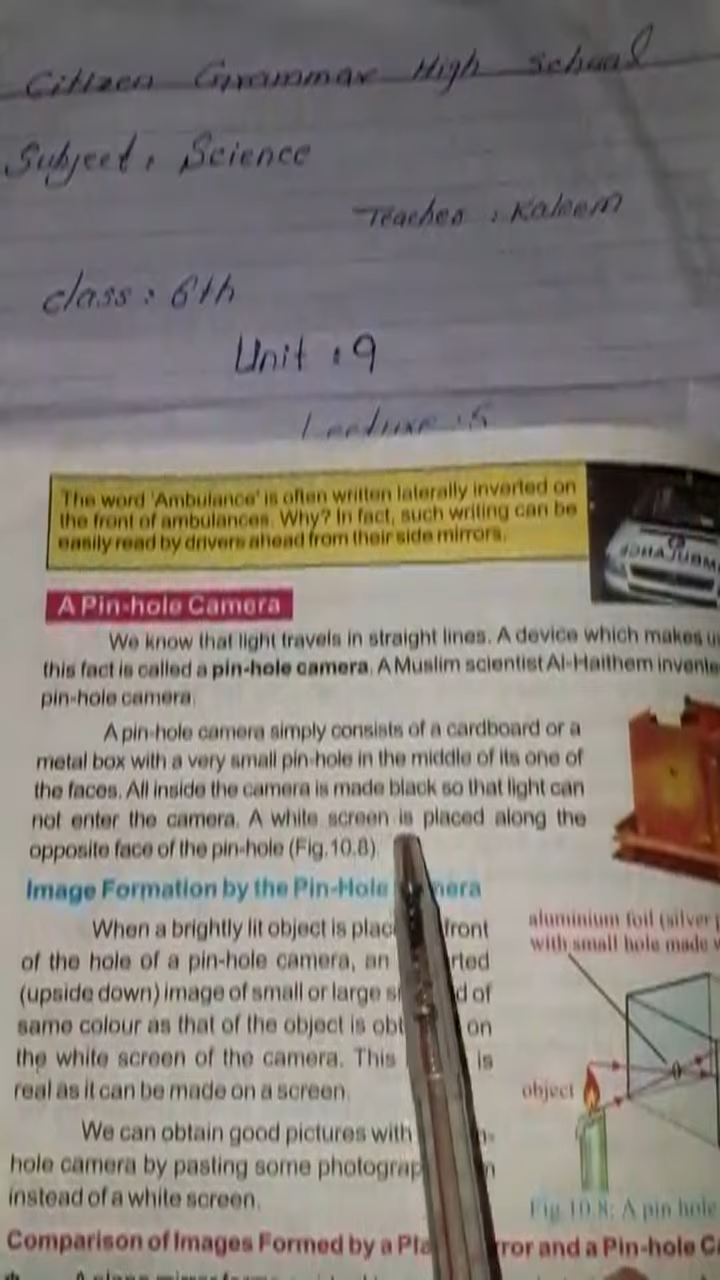 Citizen Grammar High School
Subject : Science
Teacher : Kaleem
class : 6th
Unit : 9
Lecture : 5
The word 'Ambulance' is often written laterally inverted on
the front of ambulances. Why? In fact, such writing can be
easily read by drivers ahead from their side mirrors.
A Pin-hole Camera
We know that light travels in straight lines. A device which makes
this fact is called a pin-hole camera. A Muslim scientist Al-Haithem
pin-hole camera.
A pin-hole camera simply consists of a cardboard or a
metal box with a very small pin-hole in the middle of its one of
the faces. All inside the camera is made black so that light can
not enter the camera. A white screen is placed along the
opposite face of the pin-hole (Fig.10.8).
Image Formation by the Pin-Hole
When a brightly lit object is front
of the hole of a pin-hole camera, an
(upside down) image of small or large of
same colour as that of the object is on
the white screen of the camera. This is
real as it can be made on a screen.
We can obtain good pictures with
hole camera by pasting some
instead of a white screen.
aluminium foil (silver
with small hole made
object
Fig.10.8: A pin hole
Comparison of Images Formed by a and a Pin-hole